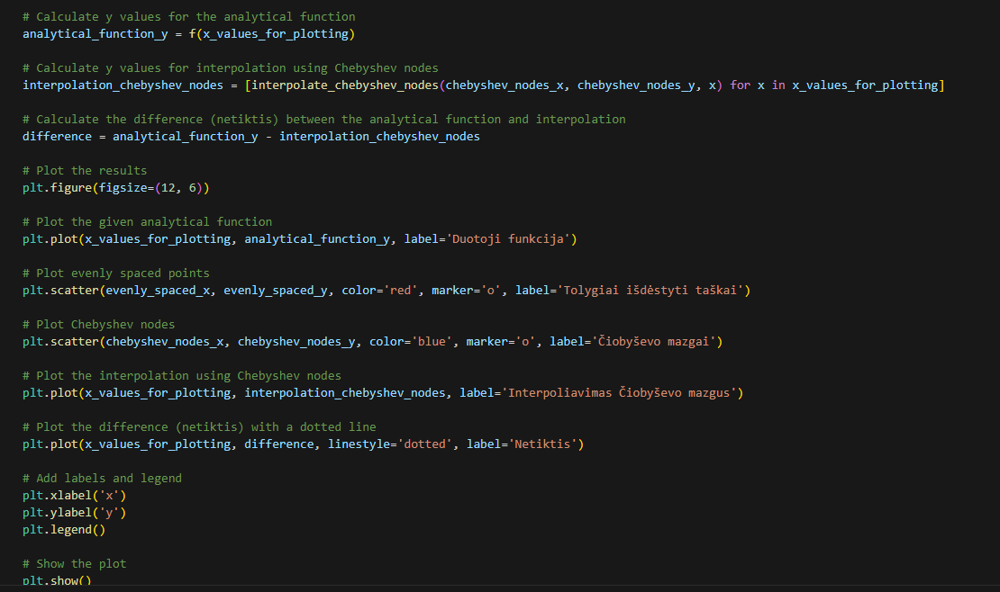 # Calculate y values for the analytical function
analytical_function_y = f(x_values_for_plotting)
# Calculate y values for interpolation using Chebyshev nodes
interpolation_chebyshev_nodes = [interpolate_chebyshev_nodes(chebyshev_nodes_x, chebyshev_nodes_y, x) for x in x_values_for_plotting]
# Calculate the difference (netiktis) between the analytical function and interpolation
difference = analytical_function_y - interpolation_chebyshev_nodes
# Plot the results
plt.figure(figsize=(12, 6))
# Plot the given analytical function
plt.plot(x_values_for_plotting, analytical_function_y, label='Duotoji funkcija')
# Plot evenly spaced points
plt.scatter(evenly_spaced_x, evenly_spaced_y, color='red', marker='o', label='Tolygiai išdėstyti taškai')
# Plot Chebyshev nodes
plt.scatter(chebyshev_nodes_x, chebyshev_nodes_y, color='blue', marker='o', label='Čiobyševo mazgai')
# Plot the interpolation using Chebyshev nodes
plt.plot(x_values_for_plotting, interpolation_chebyshev_nodes, label='Interpoliavimas Čiobyševo mazgus')
# Plot the difference (netiktis) with a dotted line
plt.plot(x_values_for_plotting, difference, linestyle='dotted', label='Netiktis')
# Add labels and legend
plt.xlabel('x')
plt.ylabel('y')
plt.legend()
# Show the plot
plt.show()